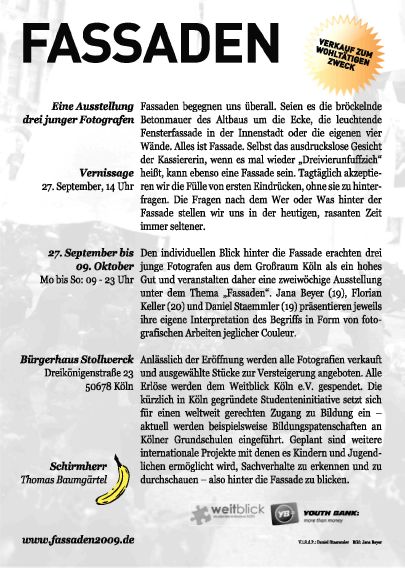 FASSADEN
VERKAUF ZUM
WOHLTÄTIGEN
ZWECK
Eine Ausstellung
drei junger Fotografen
Vernissage
27. September, 14 Uhr
Fassaden begegnen uns überall. Seien es die bröckelnde
Betonmauer des Altbaus um die Ecke, die leuchtende
Fensterfassade in der Innenstadt oder die eigenen vier
Wände. Alles ist Fassade. Selbst das ausdruckslose Gesicht
der Kassiererin, wenn es mal wieder „Dreivierunfuffzich“
heißt, kann ebenso eine Fassade sein. Tagtäglich akzeptie-
ren wir die Fülle von ersten Eindrücken, ohne sie zu hinter-
fragen. Die Fragen nach dem Wer oder Was hinter der
Fassade stellen wir uns in der heutigen, rasanten Zeit
immer seltener.
27. September bis
09. Oktober
Mo bis So: 09 - 23 Uhr
Den individuellen Blick hinter die Fassade erachten drei
junge Fotografen aus dem Großraum Köln als ein hohes
Gut und veranstalten daher eine zweiwöchige Ausstellung
unter dem Thema „Fassaden“. Jana Beyer (19), Florian
Keller (20) und Daniel Staemmler (19) präsentieren jeweils
ihre eigene Interpretation des Begriffs in Form von foto-
grafischen Arbeiten jeglicher Couleur.
Bürgerhaus Stollwerck
Dreikönigenstraße 23
50678 Köln
Anlässlich der Eröffnung werden alle Fotografien verkauft
und ausgewählte Stücke zur Versteigerung angeboten. Alle
Erlöse werden dem Weitblick Köln e.V. gespendet. Die
kürzlich in Köln gegründete Studenteninitiative setzt sich
für einen weltweit gerechten Zugang zu Bildung ein –
aktuell werden beispielsweise Bildungspatenschaften an
Kölner Grundschulen eingeführt. Geplant sind weitere
internationale Projekte mit denen es Kindern und Jugend-
lichen ermöglicht wird, Sachverhalte zu erkennen und zu
durchschauen – also hinter die Fassade zu blicken.
Schirmherr
Thomas Baumgärtel
weitblick
YB
YOUTH BANK:
more than money
www.fassaden2009.de
V.i.S.d.P.: Daniel Staemmler Bild: Jana Beyer